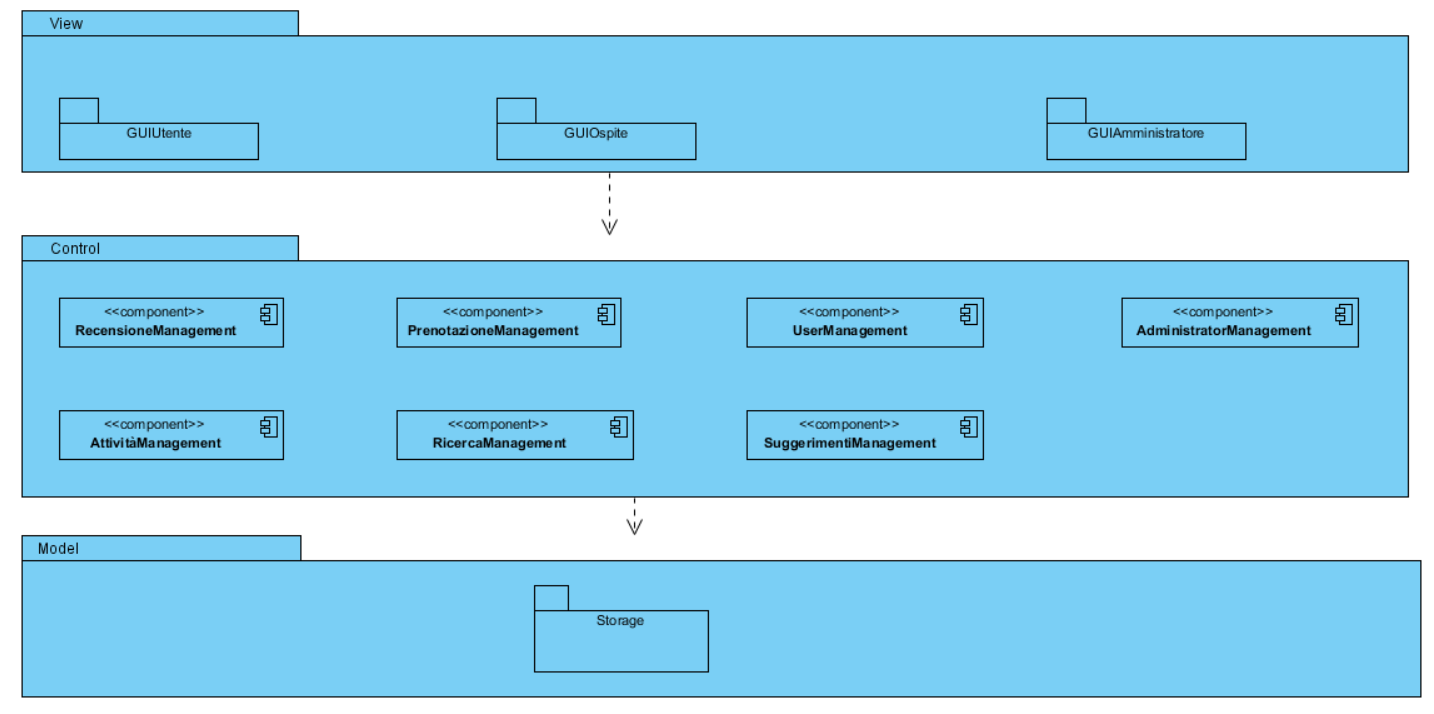 View
GUIUtente
GUIOspite
GUIAmministratore
Control
<<component>>
RecensioneManagement
<<component>>
PrenotazioneManagement
<<component>>
UserManagement
<<component>>
AdministratorManagement
<<component>>
AttivitàManagement
<<component>>
RicercaManagement
<<component>>
SuggerimentiManagement
Model
Storage